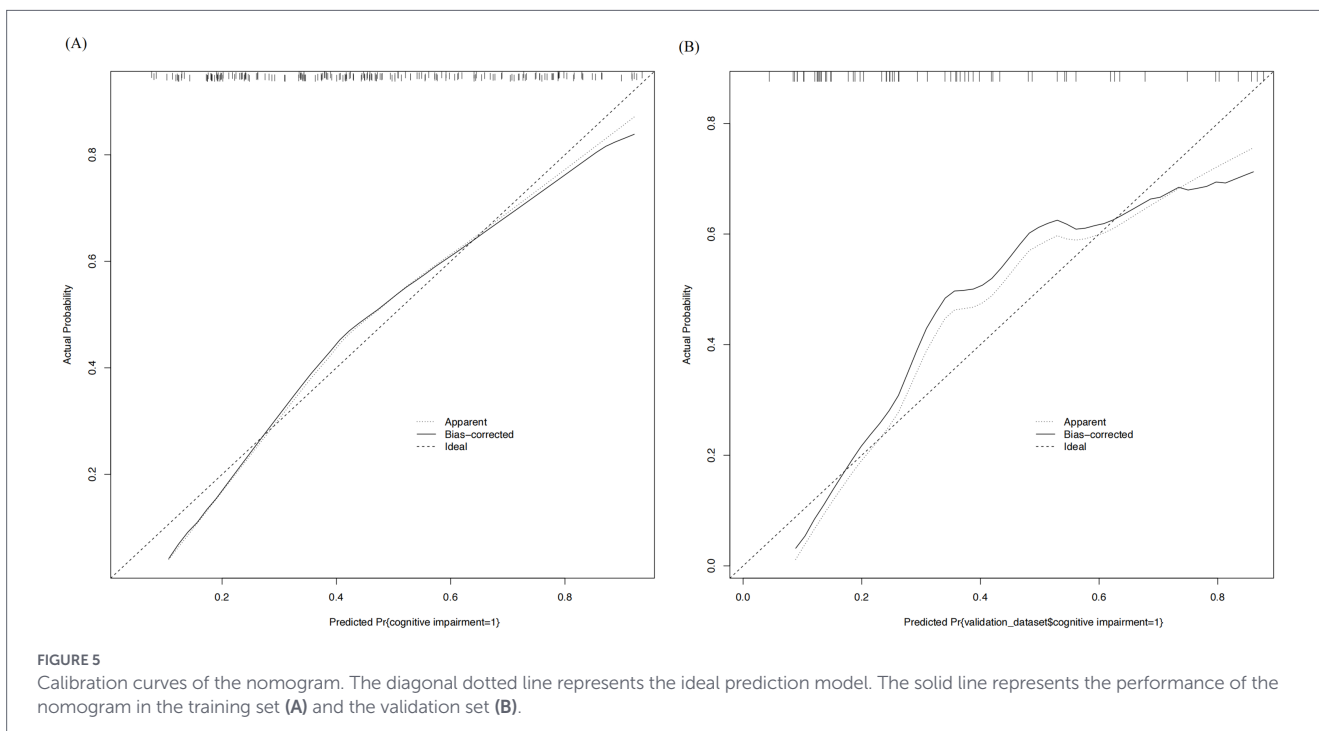 (A)
Actual Probability
0.8
0.6
0.4
0.2
Apparent
Bias-corrected
Ideal
0.2 0.4 0.6 0.8
Predicted Pr{cognitive impairment=1}
(B)
Actual Probability
0.8
0.6
0.4
0.2
0.0
Apparent
Bias-corrected
Ideal
0.0 0.2 0.4 0.6 0.8
Predicted Pr{validation_dataset$cognitive impairment=1}
FIGURE 5
Calibration curves of the nomogram. The diagonal dotted line represents the ideal prediction model. The solid line represents the performance of the
nomogram in the training set (A) and the validation set (B).